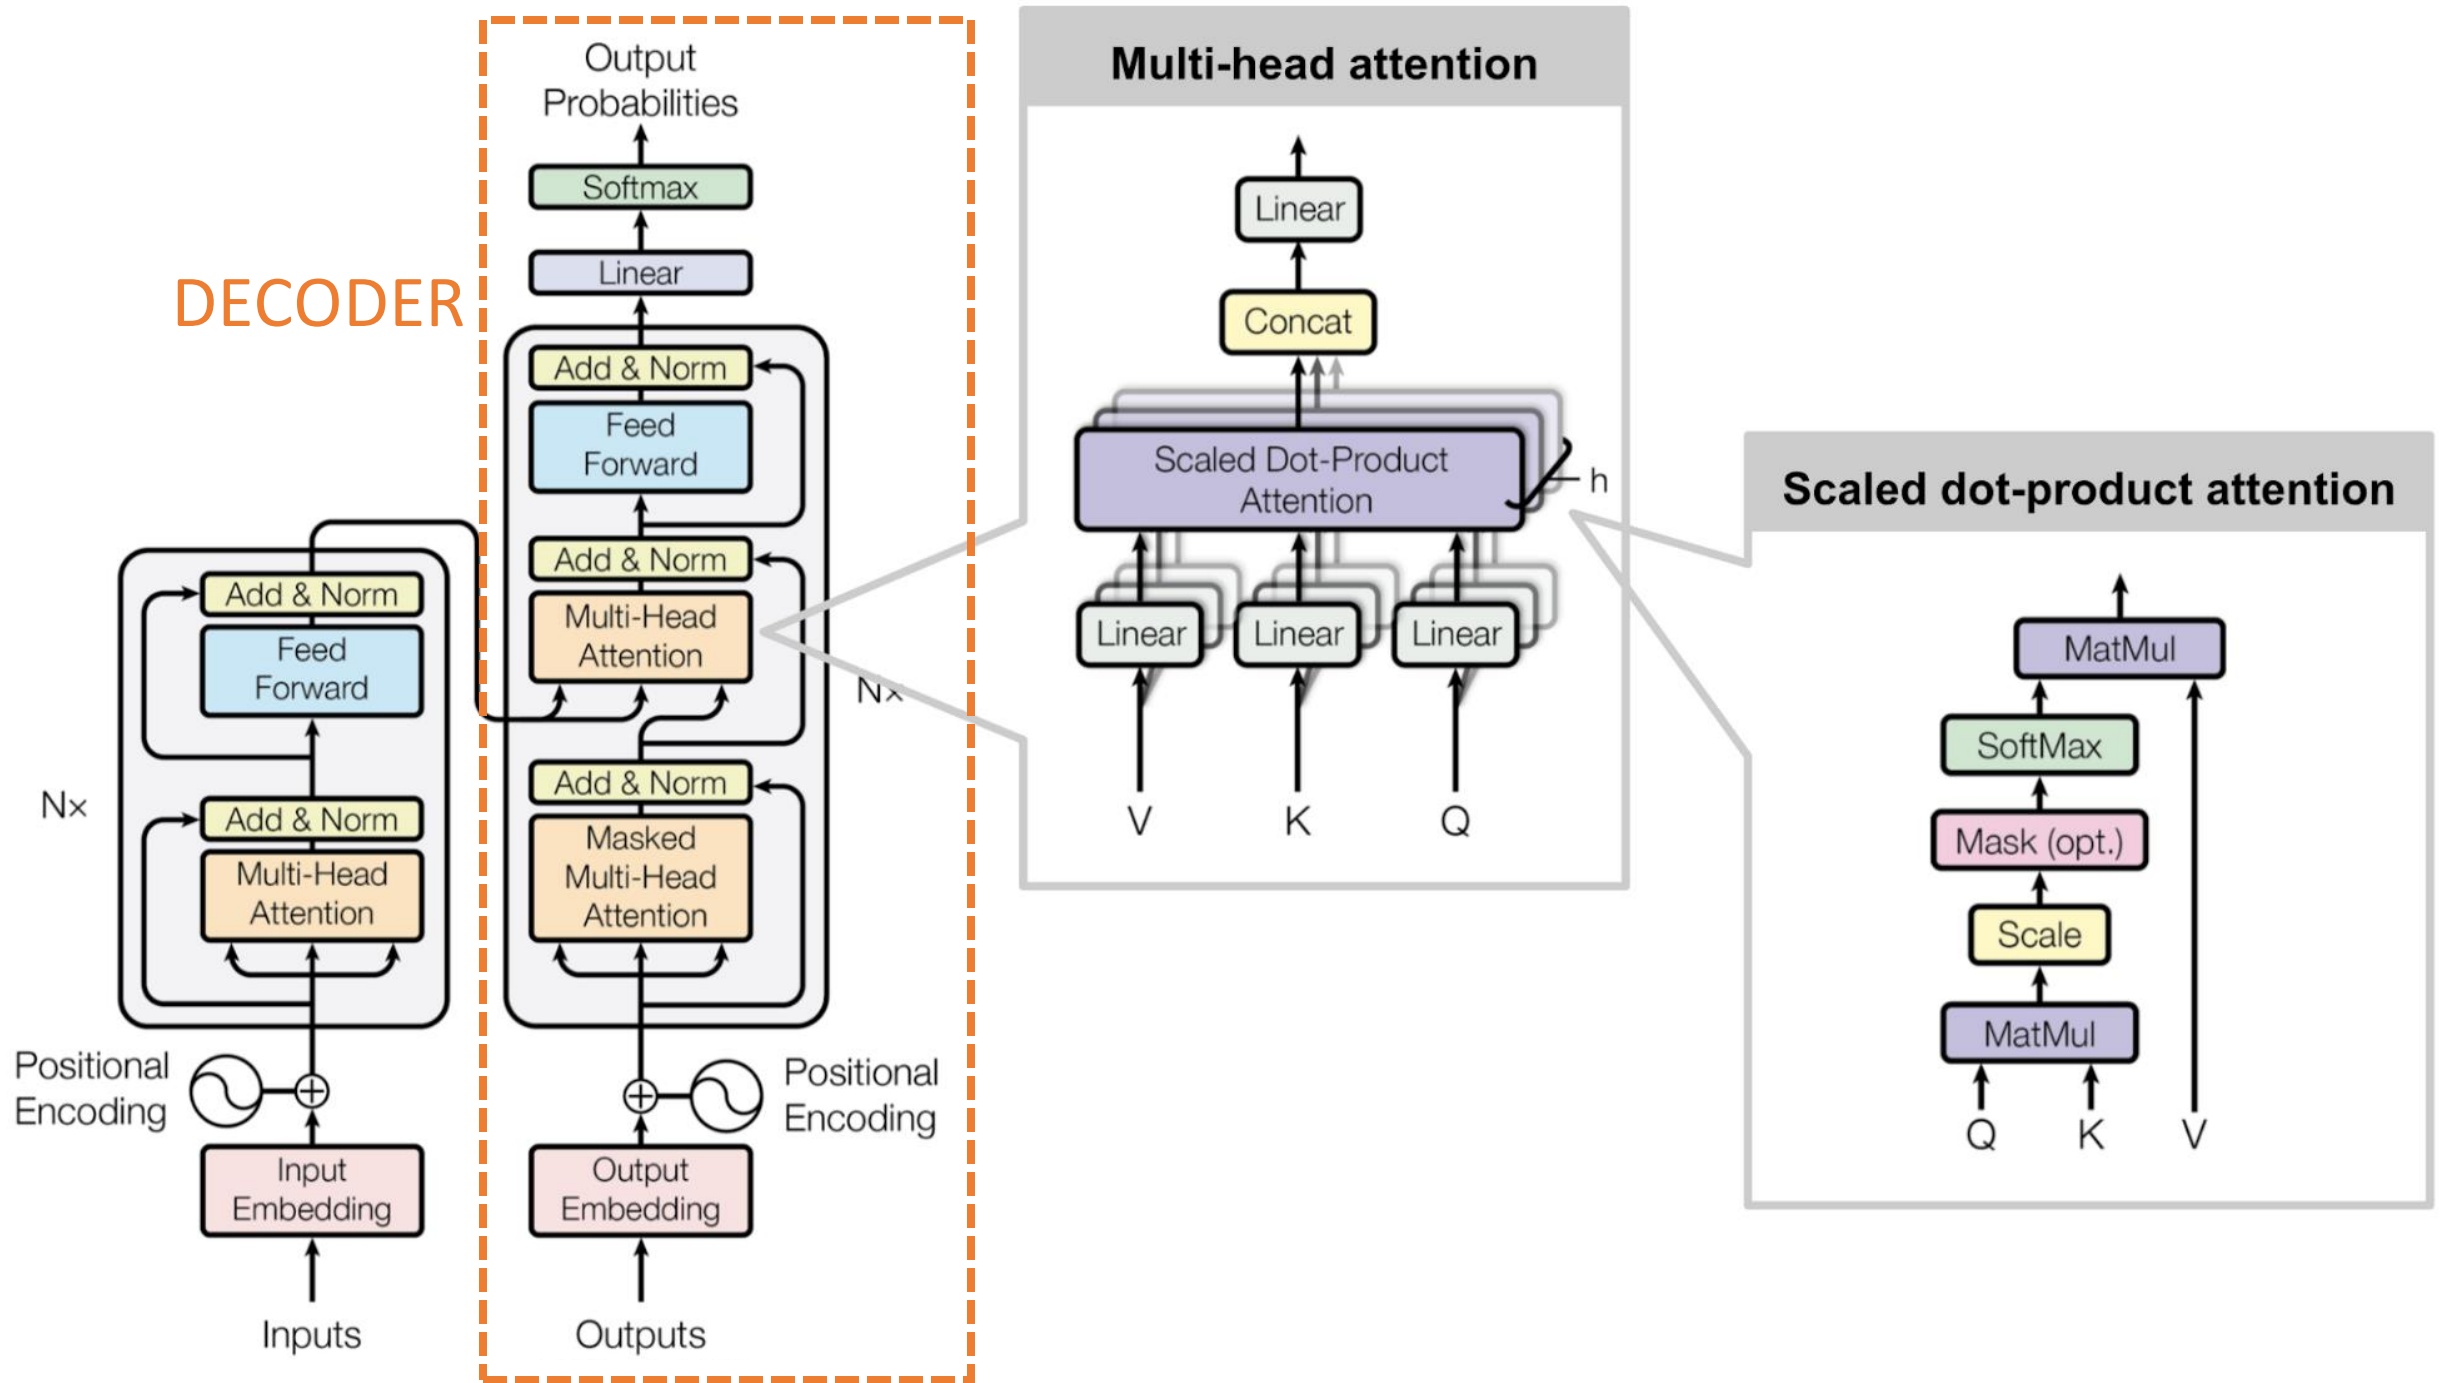 DECODER
Output
Probabilities
Softmax
Linear
Add & Norm
Feed
Forward
Add & Norm
Multi-Head
Attention
Nx
Add & Norm
Masked
Multi-Head
Attention
Positional
Encoding
Output
Embedding
Outputs
Add & Norm
Feed
Forward
Nx
Add & Norm
Multi-Head
Attention
Positional
Encoding
Input
Embedding
Inputs
Multi-head attention
Linear
Concat
Scaled Dot-Product
Attention
h
Linear
Linear
Linear
V
K
Q
Scaled dot-product attention
MatMul
SoftMax
Mask (opt.)
Scale
MatMul
Q
K
V